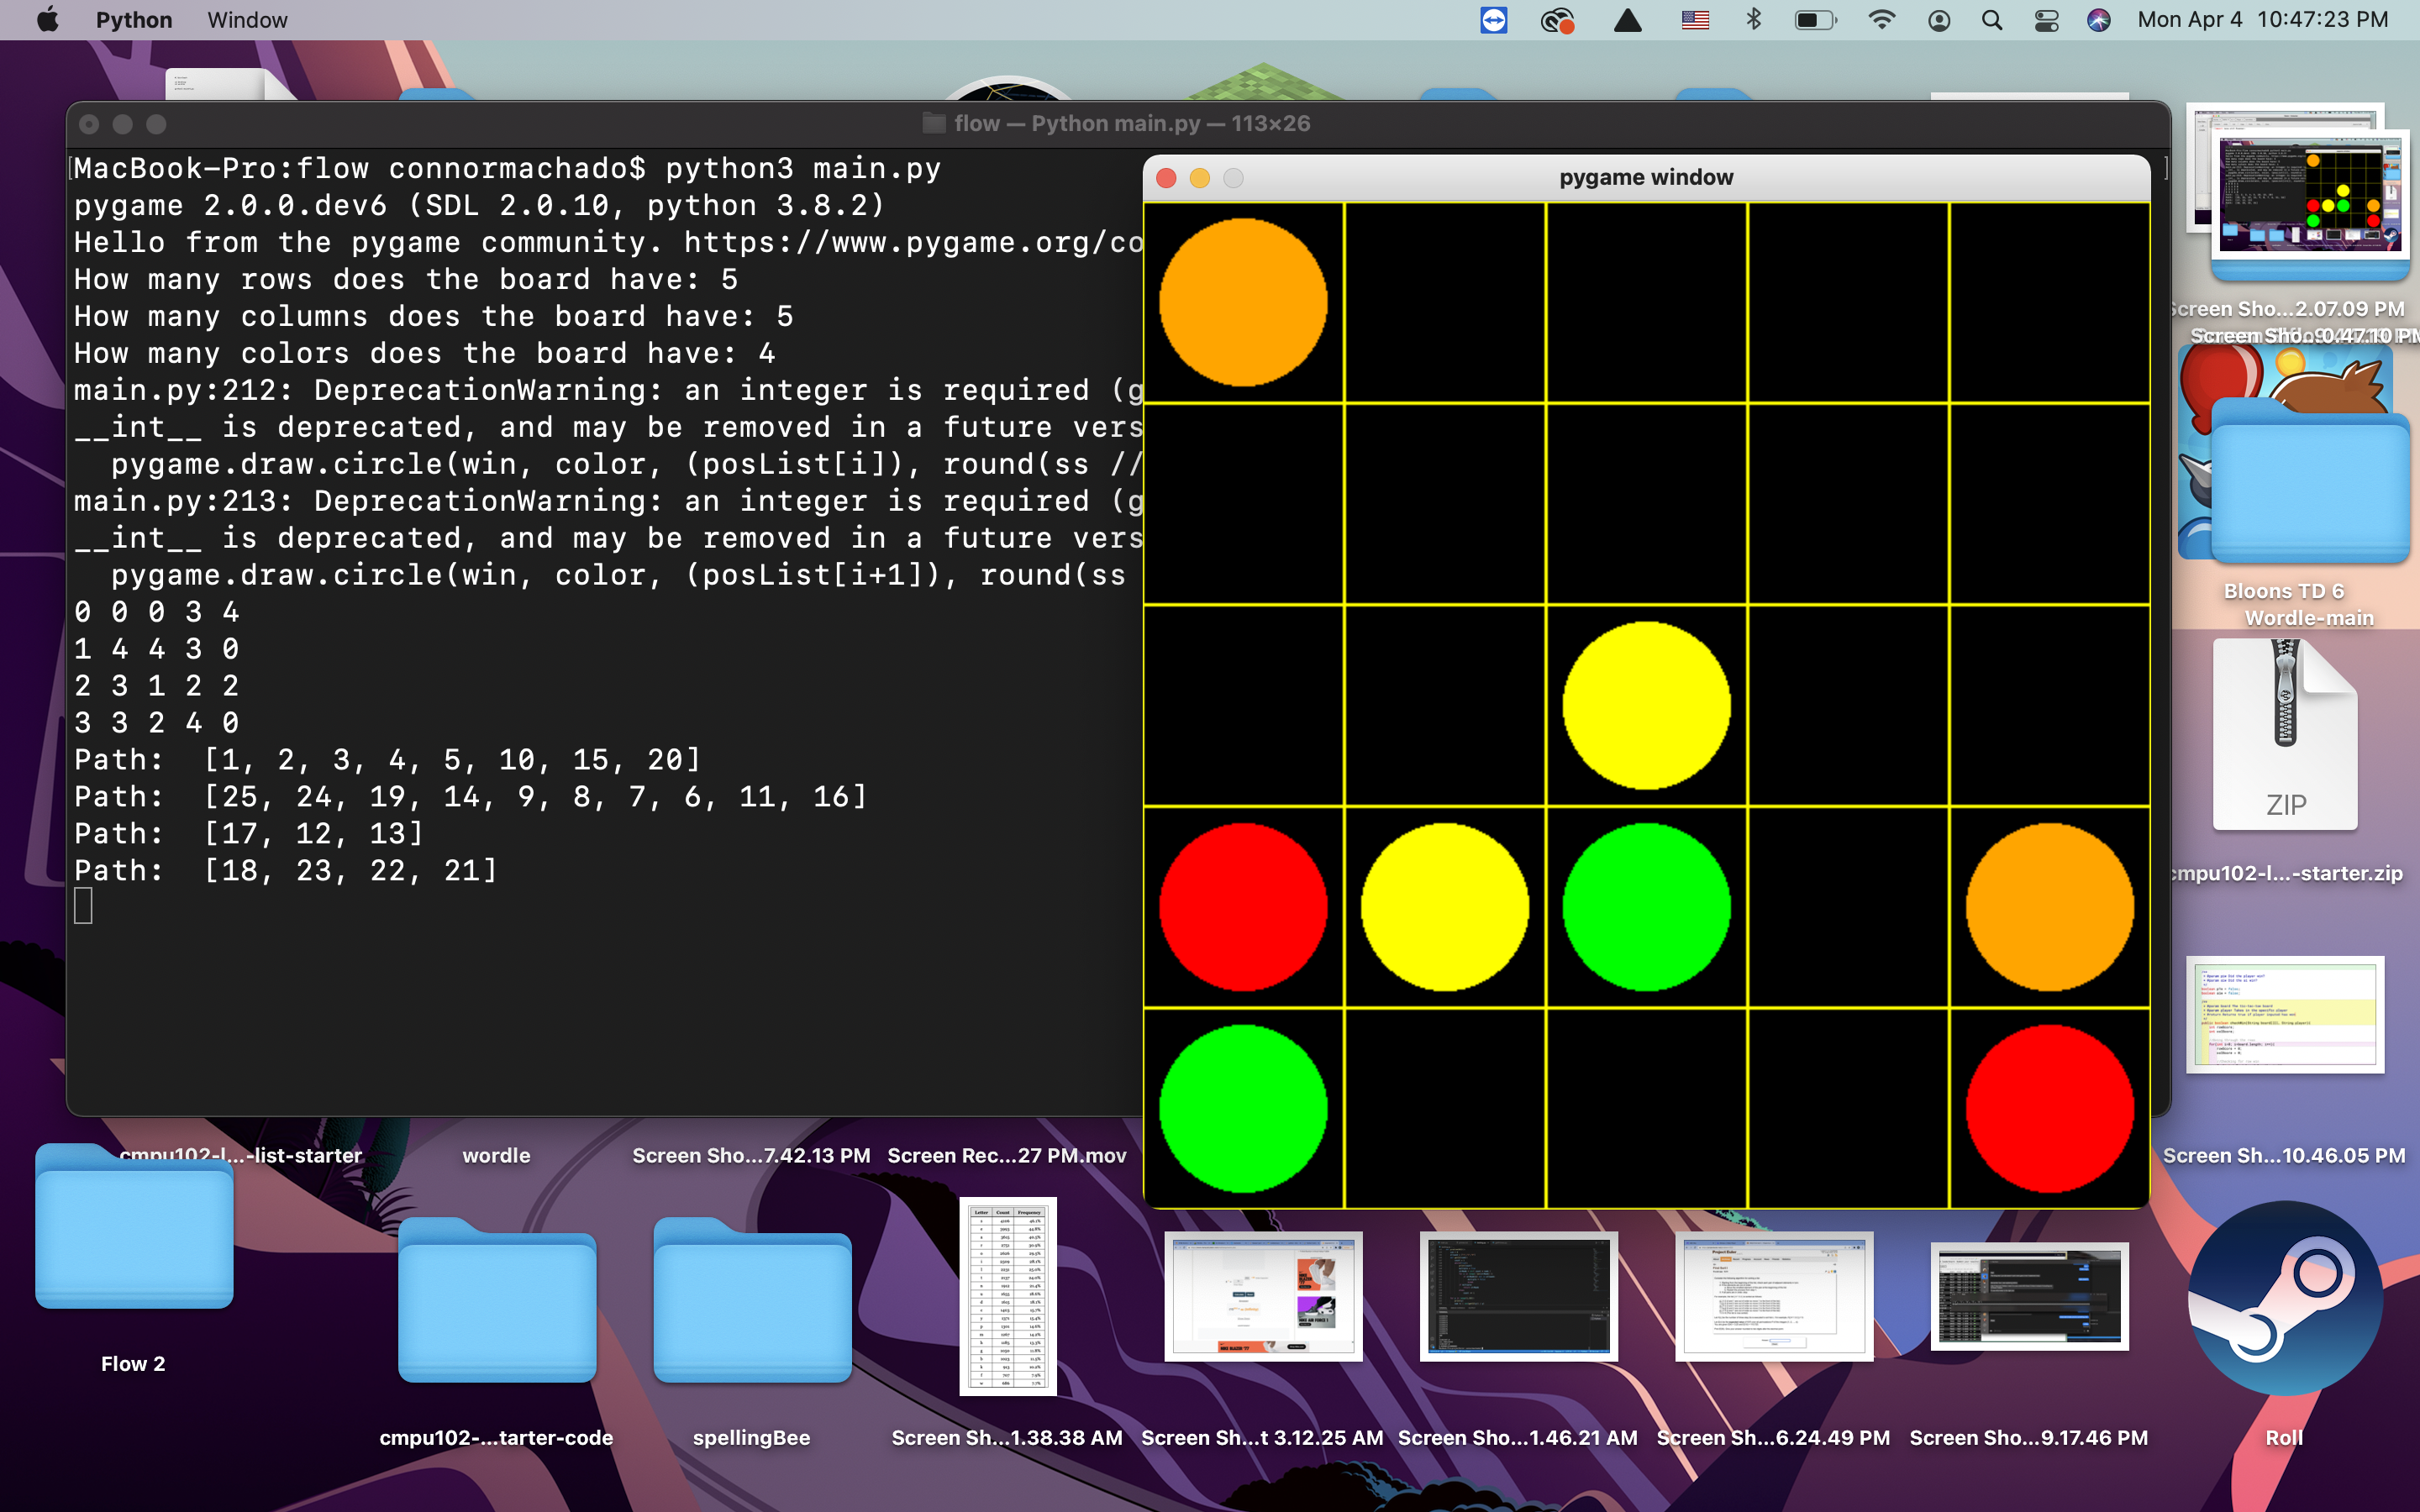 Python Window Mon Apr 4 10:47:23 PM
flow — Python main.py — 113×26
[MacBook-Pro:flow connormachado$ python3 main.py ]
pygame 2.0.0.dev6 (SDL 2.0.10, python 3.8.2)
Hello from the pygame community. https://www.pygame.org/co
How many rows does the board have: 5
How many columns does the board have: 5
How many colors does the board have: 4
main.py:212: DeprecationWarning: an integer is required (g
__int__ is deprecated, and may be removed in a future vers
pygame.draw.circle(win, color, (posList[i]), round(ss //
main.py:213: DeprecationWarning: an integer is required (g
__int__ is deprecated, and may be removed in a future vers
pygame.draw.circle(win, color, (posList[i+1]), round(ss
0 0 0 3 4
1 4 4 3 0
2 3 1 2 2
3 3 2 4 0
Path:  [1, 2, 3, 4, 5, 10, 15, 20]
Path:  [25, 24, 19, 14, 9, 8, 7, 6, 11, 16]
Path:  [17, 12, 13]
Path:  [18, 23, 22, 21]
pygame window
Screen Sho...2.07.09 PM
Bloons TD 6
Wordle-main
ZIP
cmpu102-l...-starter.zip
cmpu102-l...-list-starter
wordle
Screen Sho...7.42.13 PM
Screen Rec...27 PM.mov
Screen Sh...10.46.05 PM
Flow 2
cmpu102-...tarter-code
spellingBee
Screen Sh...1.38.38 AM
Screen Sh...t 3.12.25 AM
Screen Sho...1.46.21 AM
Screen Sh...6.24.49 PM
Screen Sho...9.17.46 PM
Roll